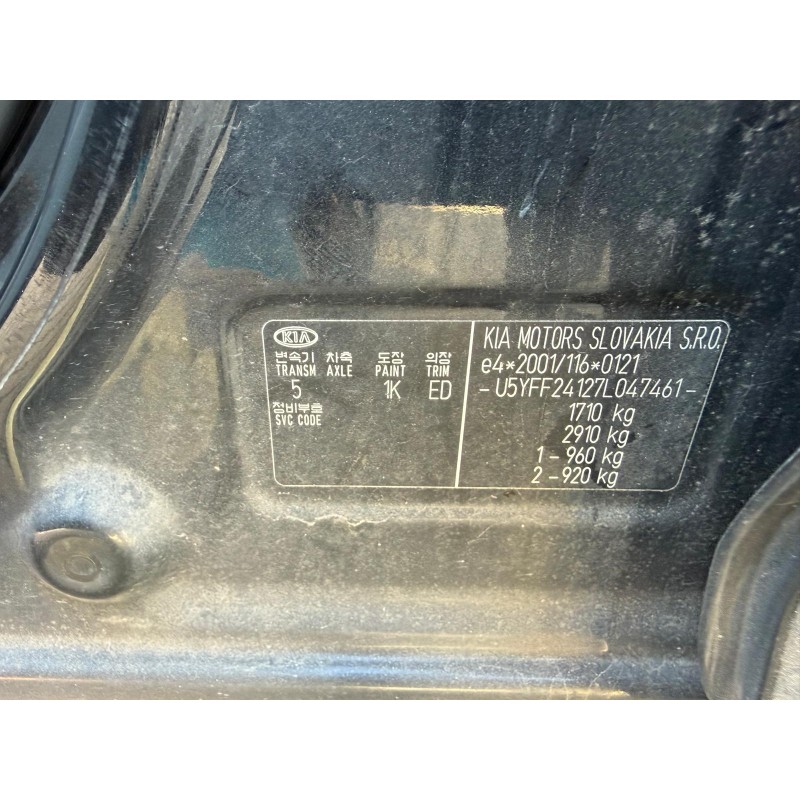 KIA
변속기 차축 도장 의장
TRANSM AXLE PAINT TRIM
5 1K ED
정비부호
SVC CODE
KIA MOTORS SLOVAKIA S.R.O.
e4*2001/116*0121
-U5YFF24127L047461-
1710 kg
2910 kg
1-960 kg
2-920 kg